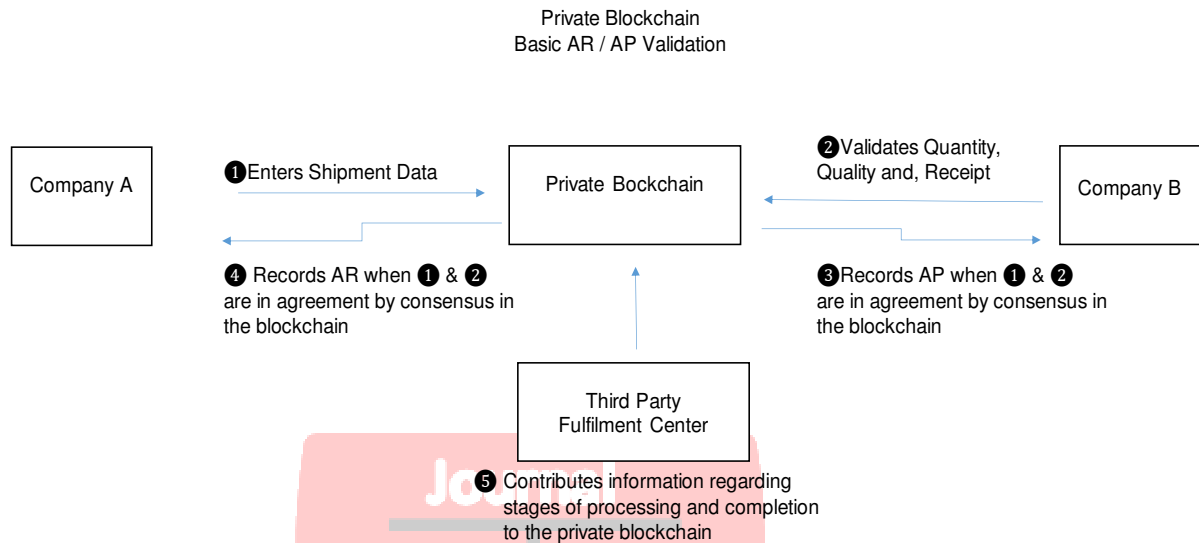 Private Blockchain
Basic AR / AP Validation
Company A
❶Enters Shipment Data
Private Bockchain
❷Validates Quantity,
Quality and, Receipt
Company B
❹ Records AR when ❶ & ❷
are in agreement by consensus in
the blockchain
❸Records AP when ❶ & ❷
are in agreement by consensus in
the blockchain
Third Party
Fulfilment Center
Journal
❺ Contributes information regarding
stages of processing and completion
to the private blockchain